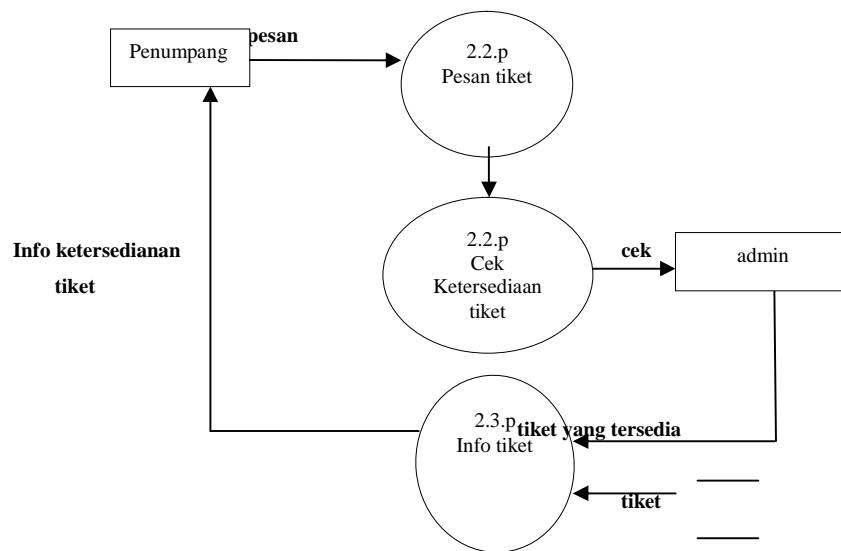 pesan
Penumpang
2.2.p
Pesan tiket
2.2.p
Cek
Ketersediaan
tiket
cek
admin
Info ketersedianan
tiket
2.3.p
Info tiket
tiket yang tersedia
tiket